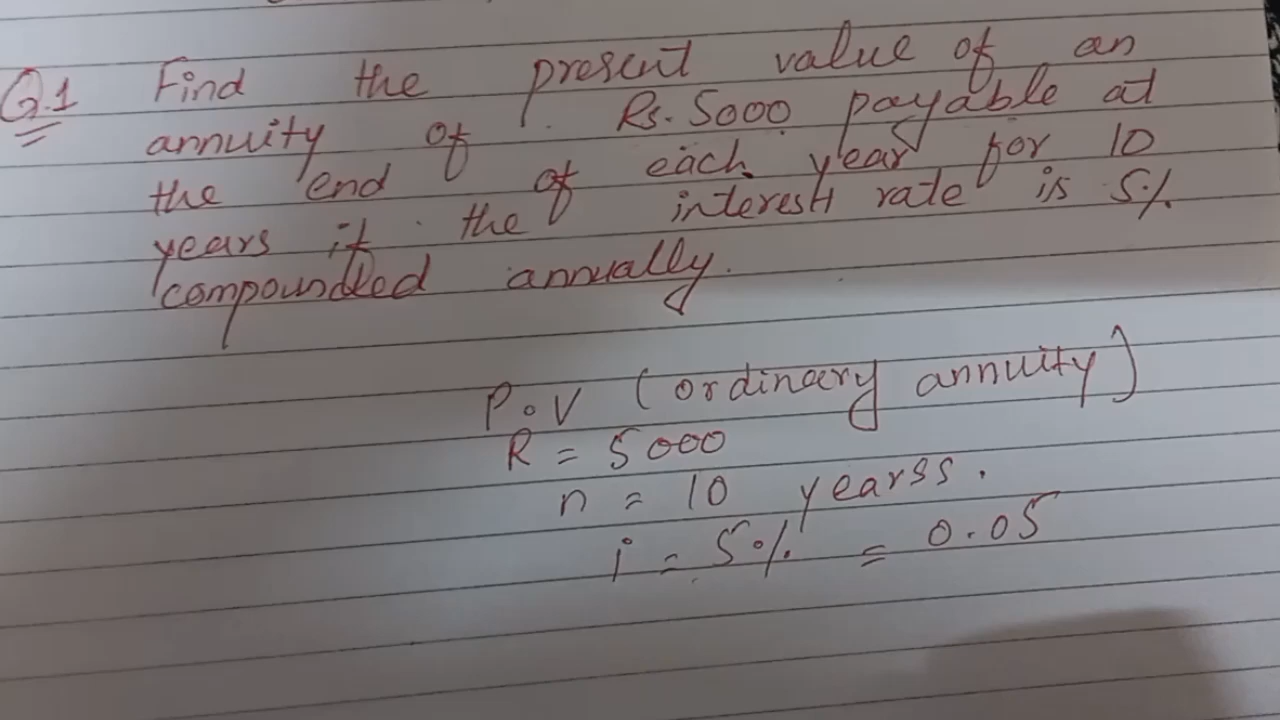 Q.1 Find the present value of an
annuity of Rs. 5000 payable at
the end of each year for 10
years if the interest rate is 5%
compounded annually.
P.V (ordinary annuity)
R = 5000
n = 10 yearss.
i = 5% = 0.05